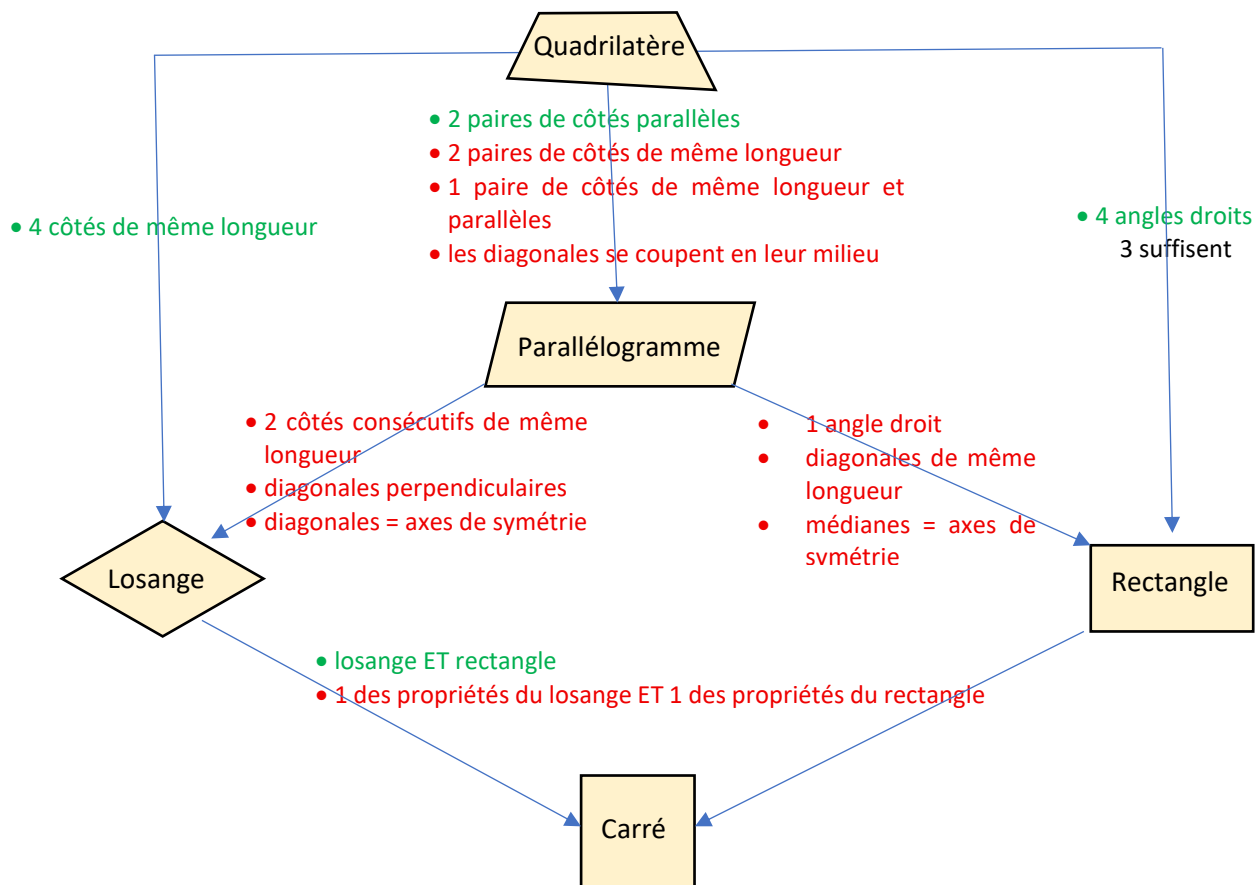 Quadrilatère
• 2 paires de côtés parallèles
• 2 paires de côtés de même longueur
• 1 paire de côtés de même longueur et
parallèles
• les diagonales se coupent en leur milieu
• 4 côtés de même longueur
• 4 angles droits
3 suffisent
Parallélogramme
• 2 côtés consécutifs de même
longueur
• diagonales perpendiculaires
• diagonales = axes de symétrie
• 1 angle droit
• diagonales de même
longueur
• médianes = axes de
symétrie
Losange
Rectangle
• losange ET rectangle
• 1 des propriétés du losange ET 1 des propriétés du rectangle
Carré